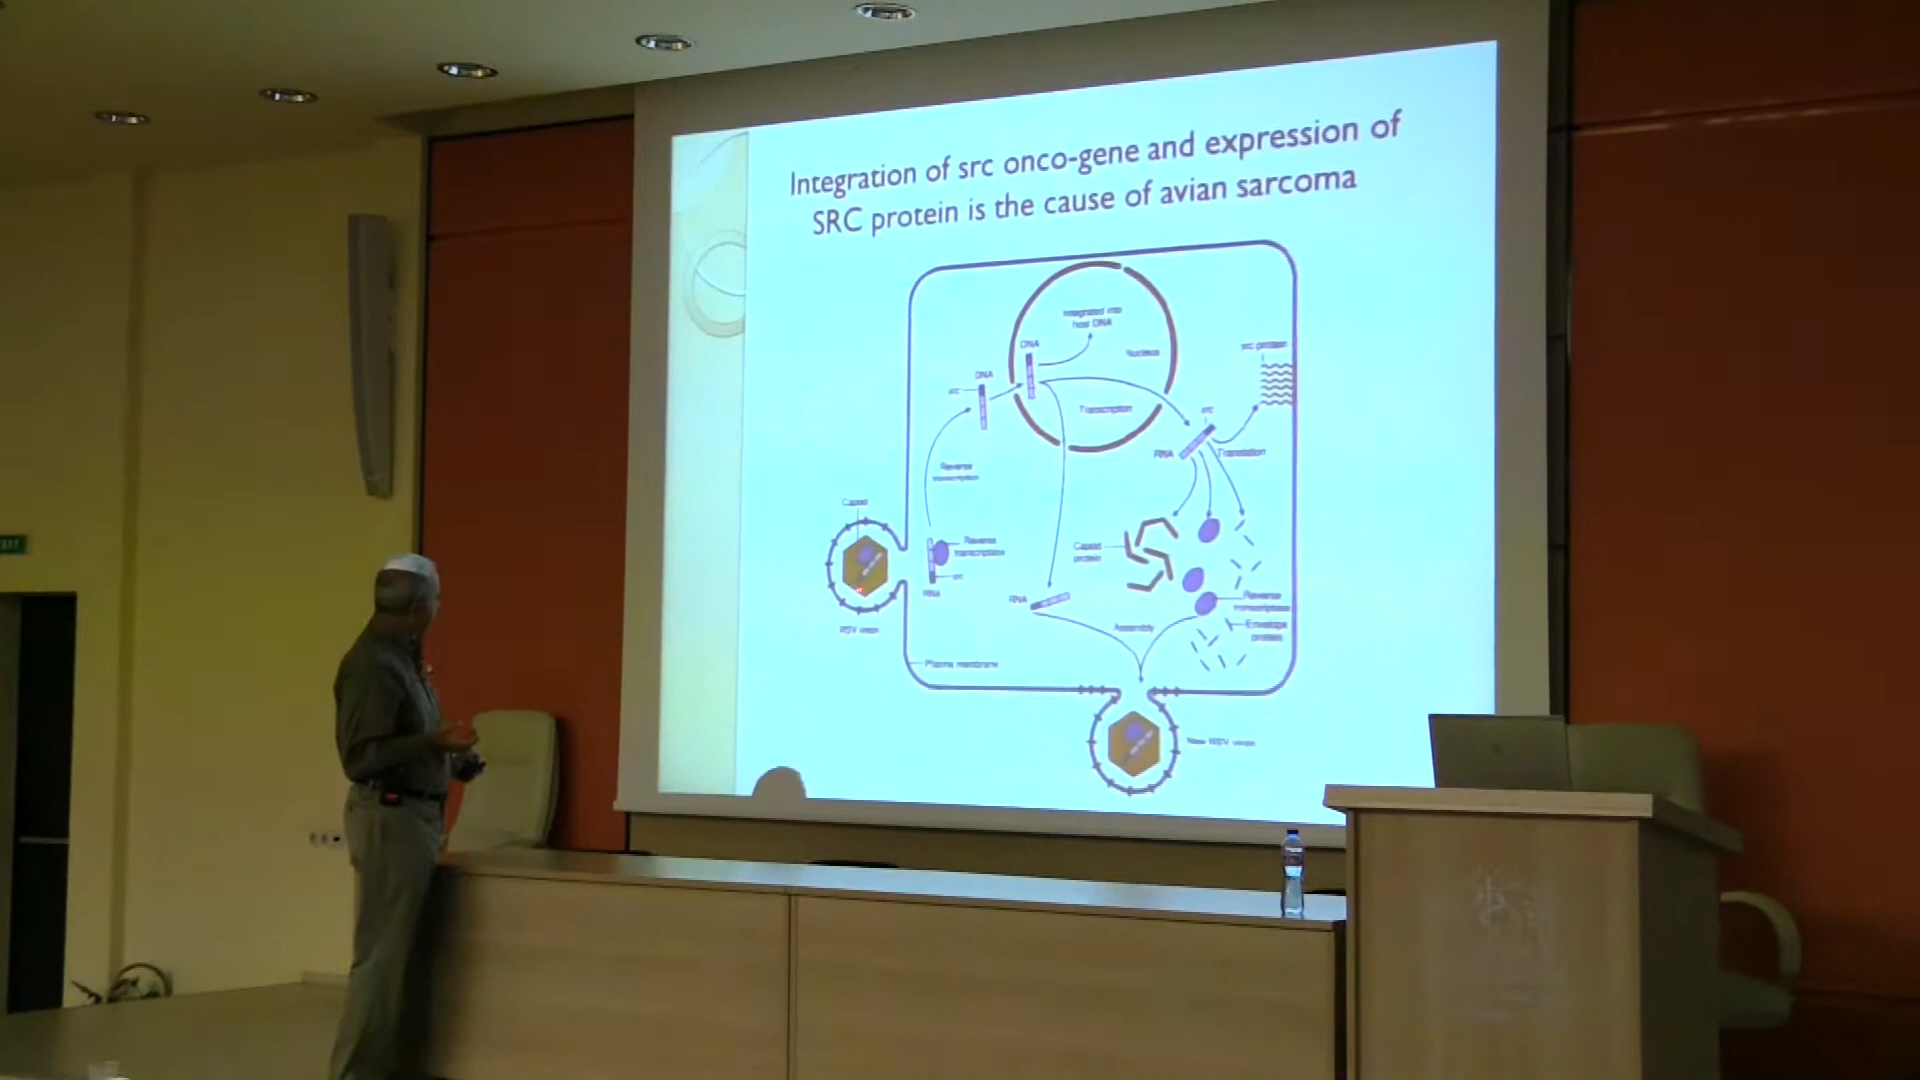 Integration of src onco-gene and expression of
SRC protein is the cause of avian sarcoma
Integrated into
host DNA
DNA
Nucleus
src protein
DNA
src
Transcription
src
RNA
Translation
Reverse
transcription
Capsid
Reverse
transcriptase
src
RNA
RSV virion
Capsid
protein
RNA
Reverse
transcriptase
Assembly
Envelope
protein
Plasma membrane
New RSV virion